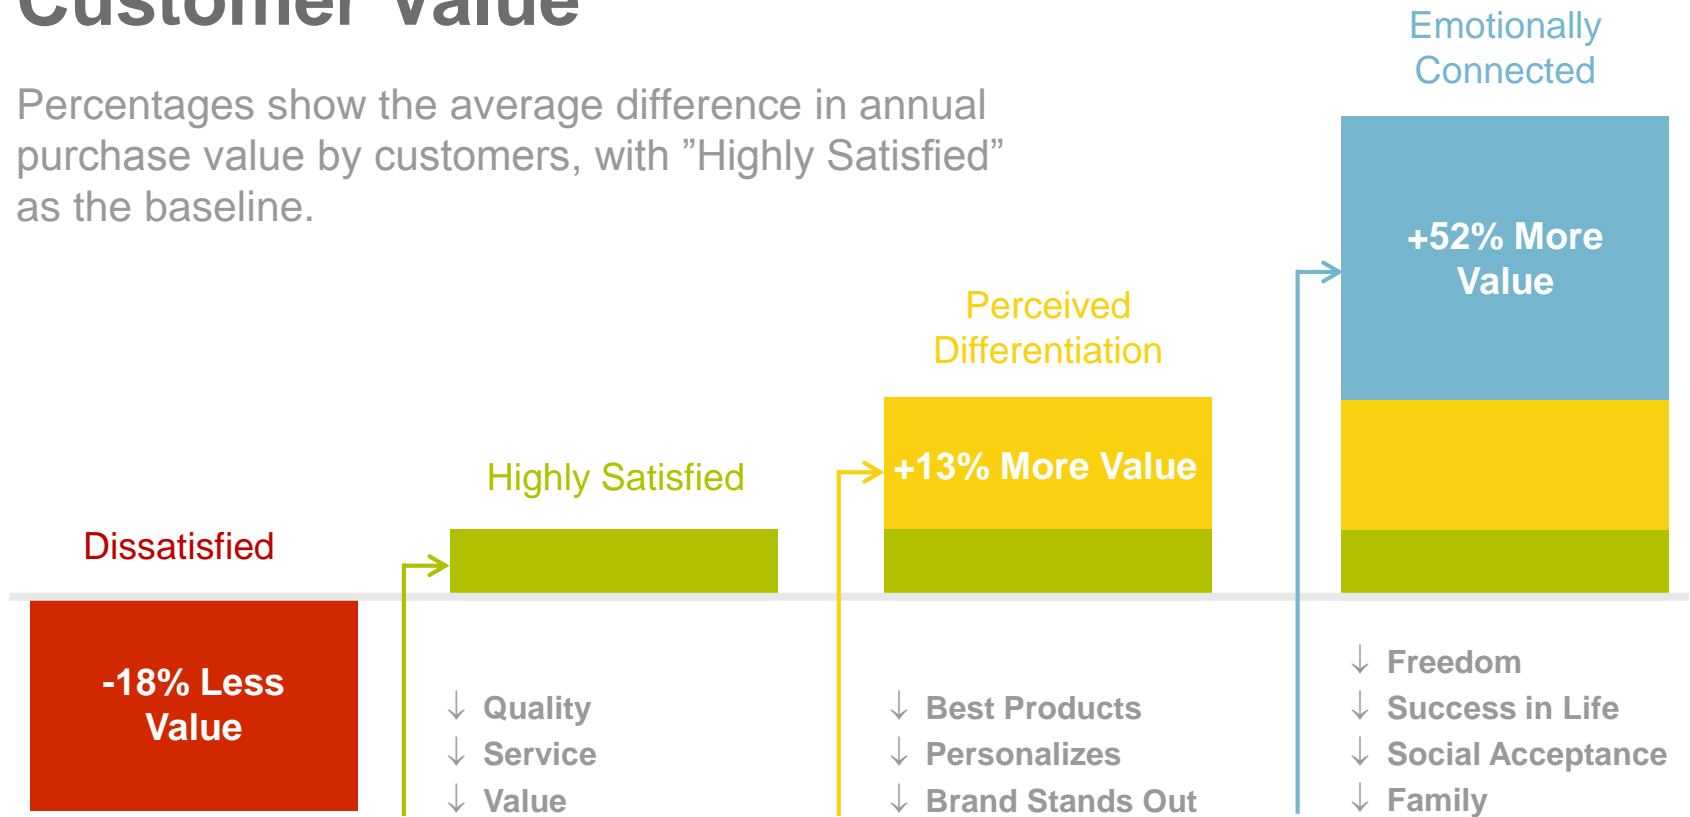 Customer Value
Percentages show the average difference in annual
purchase value by customers, with ”Highly Satisfied”
as the baseline.
Dissatisfied
-18% Less
Value
Highly Satisfied
↓ Quality
↓ Service
↓ Value
Perceived
Differentiation
+13% More Value
↓ Best Products
↓ Personalizes
↓ Brand Stands Out
Emotionally
Connected
+52% More
Value
↓ Freedom
↓ Success in Life
↓ Social Acceptance
↓ Family